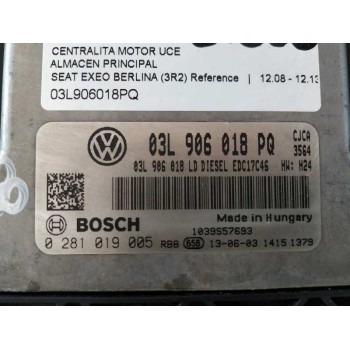 CENTRALITA MOTOR UCE
ALMACEN PRINCIPAL
SEAT EXEO BERLINA (3R2) Reference | 12.08 - 12.13
03L906018PQ
03L 906 018 PQ
CJCA
3564
03L 906 018 LD DIESEL EDC17C46 HW: H24
BOSCH
Made in Hungary
1039S57693
0 281 019 005 RBB 658 13-06-03 1415 1379